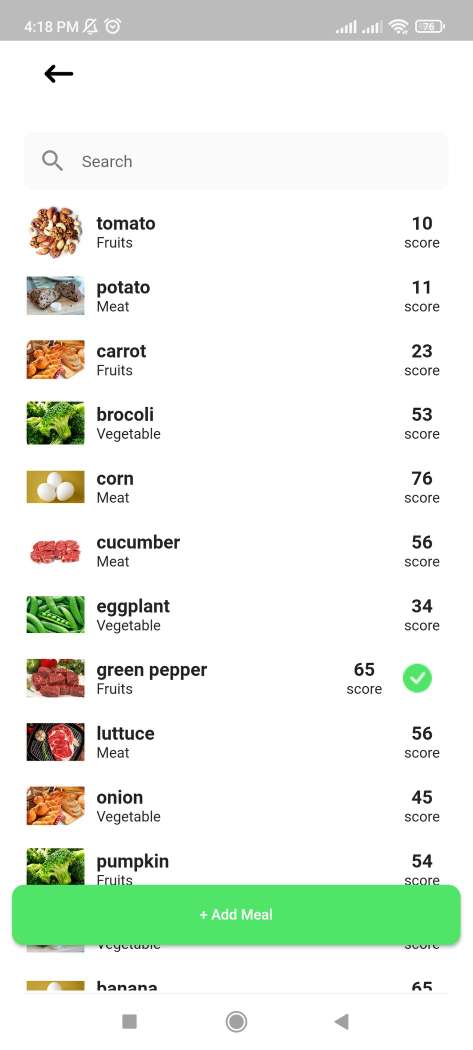 4:18 PM 76
Search
tomato 10
Fruits score
potato 11
Meat score
carrot 23
Fruits score
brocoli 53
Vegetable score
corn 76
Meat score
cucumber 56
Meat score
eggplant 34
Vegetable score
green pepper 65
Fruits score
luttuce 56
Meat score
onion 45
Vegetable score
pumpkin 54
Fruits score
+ Add Meal
Vegetable score
banana 65